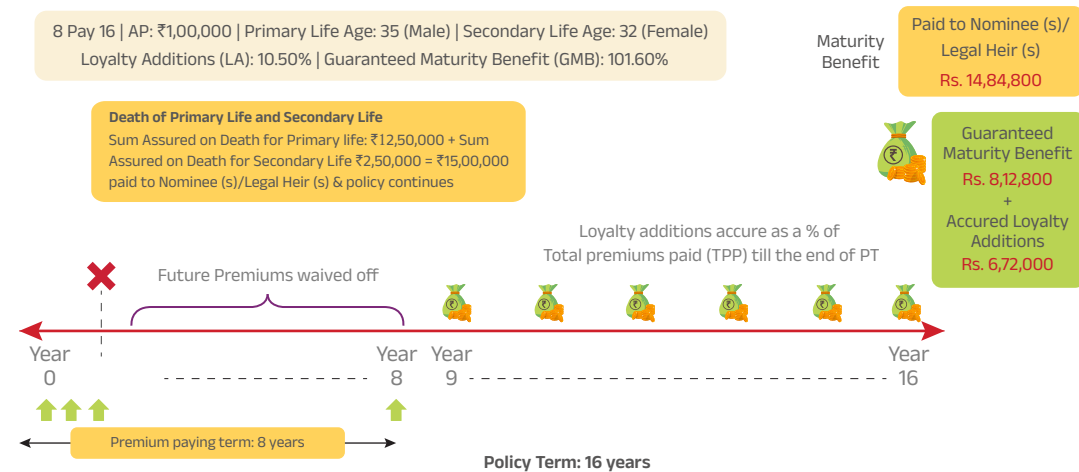 8 Pay 16 | AP: ₹1,00,000 | Primary Life Age: 35 (Male) | Secondary Life Age: 32 (Female)
Loyalty Additions (LA): 10.50% | Guaranteed Maturity Benefit (GMB): 101.60%
Maturity
Benefit
Paid to Nominee (s)/
Legal Heir (s)
Rs. 14,84,800
Death of Primary Life and Secondary Life
Sum Assured on Death for Primary life: ₹12,50,000 + Sum
Assured on Death for Secondary Life ₹2,50,000 = ₹15,00,000
paid to Nominee (s)/Legal Heir (s) & policy continues
₹
Guaranteed
Maturity Benefit
Rs. 8,12,800
+
Accured Loyalty
Additions
Rs. 6,72,000
Loyalty additions accure as a % of
Total premiums paid (TPP) till the end of PT
Future Premiums waived off
₹ ₹ ₹ ₹ ₹ ₹
Year
0
Year
8
Year
9
Year
16
Premium paying term: 8 years
Policy Term: 16 years